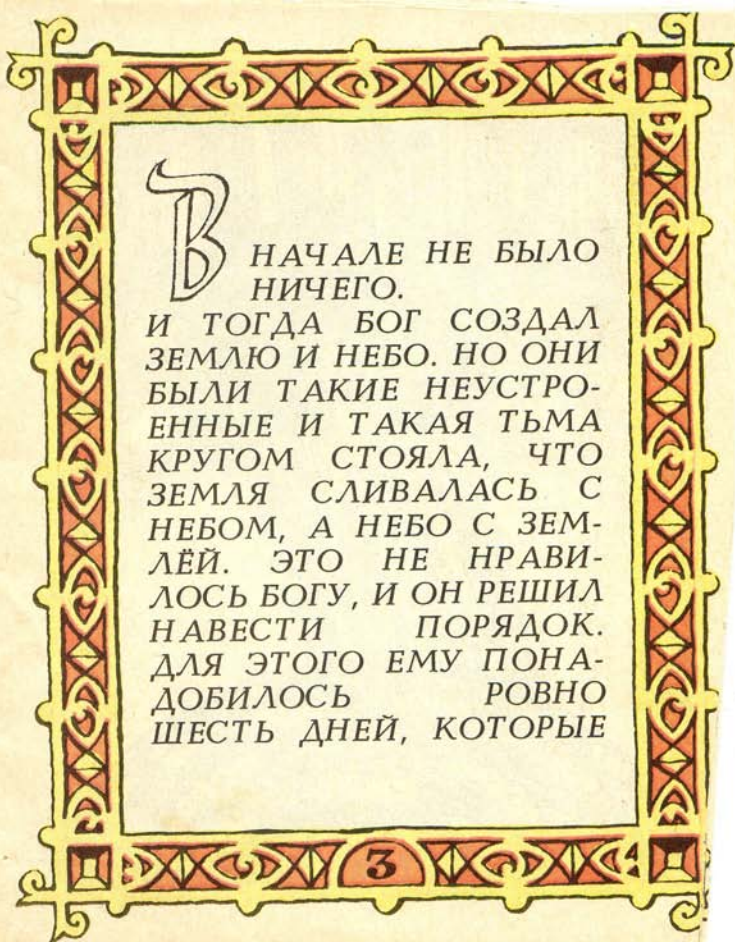 В НАЧАЛЕ НЕ БЫЛО
НИЧЕГО.
И ТОГДА БОГ СОЗДАЛ
ЗЕМЛЮ И НЕБО. НО ОНИ
БЫЛИ ТАКИЕ НЕУСТРО-
ЕННЫЕ И ТАКАЯ ТЬМА
КРУГОМ СТОЯЛА, ЧТО
ЗЕМЛЯ СЛИВАЛАСЬ С
НЕБОМ, А НЕБО С ЗЕМ-
ЛЁЙ. ЭТО НЕ НРАВИ-
ЛОСЬ БОГУ, И ОН РЕШИЛ
НАВЕСТИ ПОРЯДОК.
ДЛЯ ЭТОГО ЕМУ ПОНА-
ДОБИЛОСЬ РОВНО
ШЕСТЬ ДНЕЙ, КОТОРЫЕ
3